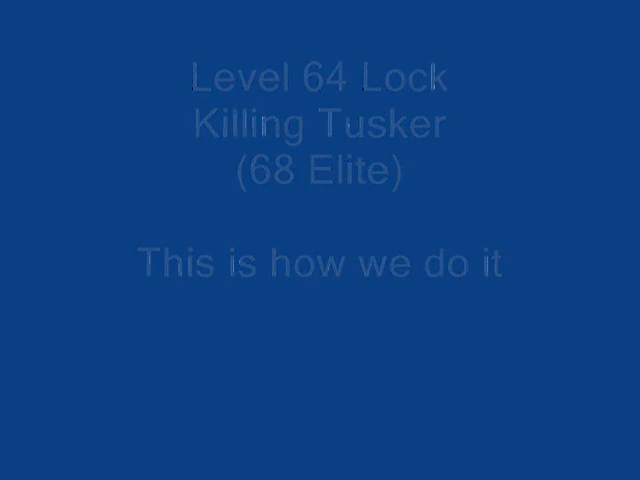 Level 64 Lock
Killing Tusker
(68 Elite)
This is how we do it